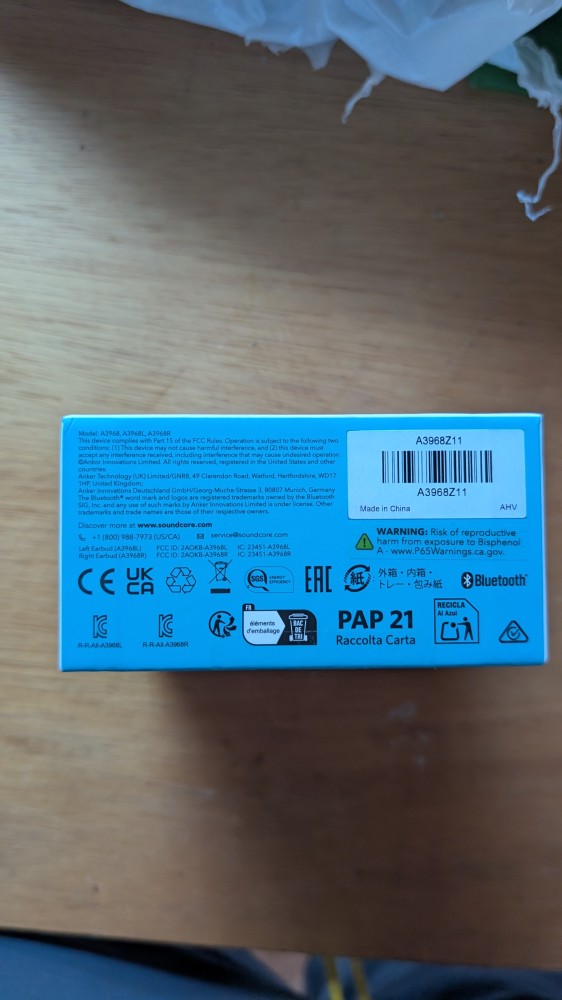 Model: A3968, A3968L, A3968R
This device complies with Part 15 of the FCC Rules. Operation is subject to the following two
conditions: (1) This device may not cause harmful interference, and (2) this device must
accept any interference received, including interference that may cause undesired operation.
©Anker Innovations Limited. All rights reserved, registered in the United States and other
countries.
Anker Technology (UK) Limited/GNR8, 49 Clarendon Road, Watford, Hertfordshire, WD17
1HP, United Kingdom;
Anker Innovations Deutschland GmbH/Georg-Muche-Strasse 3, 80807 Munich, Germany
The Bluetooth® word mark and logos are registered trademarks owned by the Bluetooth
SIG, Inc. and any use of such marks by Anker Innovations Limited is under license. Other
trademarks and trade names are those of their respective owners.
Discover more at www.soundcore.com
+1 (800) 988-7973 (US/CA) service@soundcore.com
Left Earbud (A3968L) FCC ID: 2AOKB-A3968L IC: 23451-A3968L
Right Earbud (A3968R) FCC ID: 2AOKB-A3968R IC: 23451-A3968R
A3968Z11
A3968Z11
Made in China AHV
WARNING: Risk of reproductive
harm from exposure to Bisphenol
A - www.P65Warnings.ca.gov.
CE UK CA
SGS ENERGY EFFICIENCY
EAC
紙
外箱・内箱・
トレー・包み紙
Bluetooth®
R-R-AII-A3968L
R-R-AII-A3968R
FR
éléments
d'emballage
BAC
DE
TRI
PAP 21
Raccolta Carta
RECICLA
Al Azul